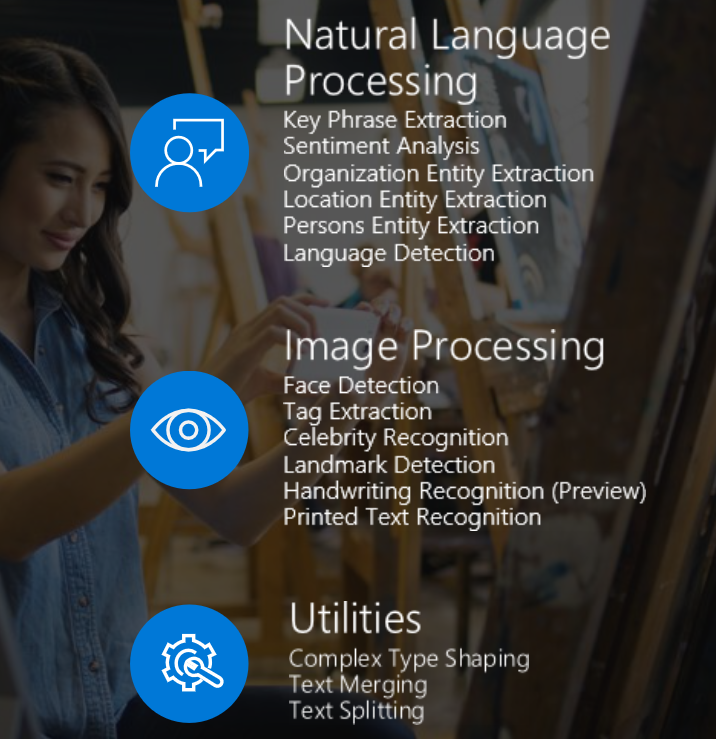 Natural Language
Processing
Key Phrase Extraction
Sentiment Analysis
Organization Entity Extraction
Location Entity Extraction
Persons Entity Extraction
Language Detection
Image Processing
Face Detection
Tag Extraction
Celebrity Recognition
Landmark Detection
Handwriting Recognition (Preview)
Printed Text Recognition
Utilities
Complex Type Shaping
Text Merging
Text Splitting